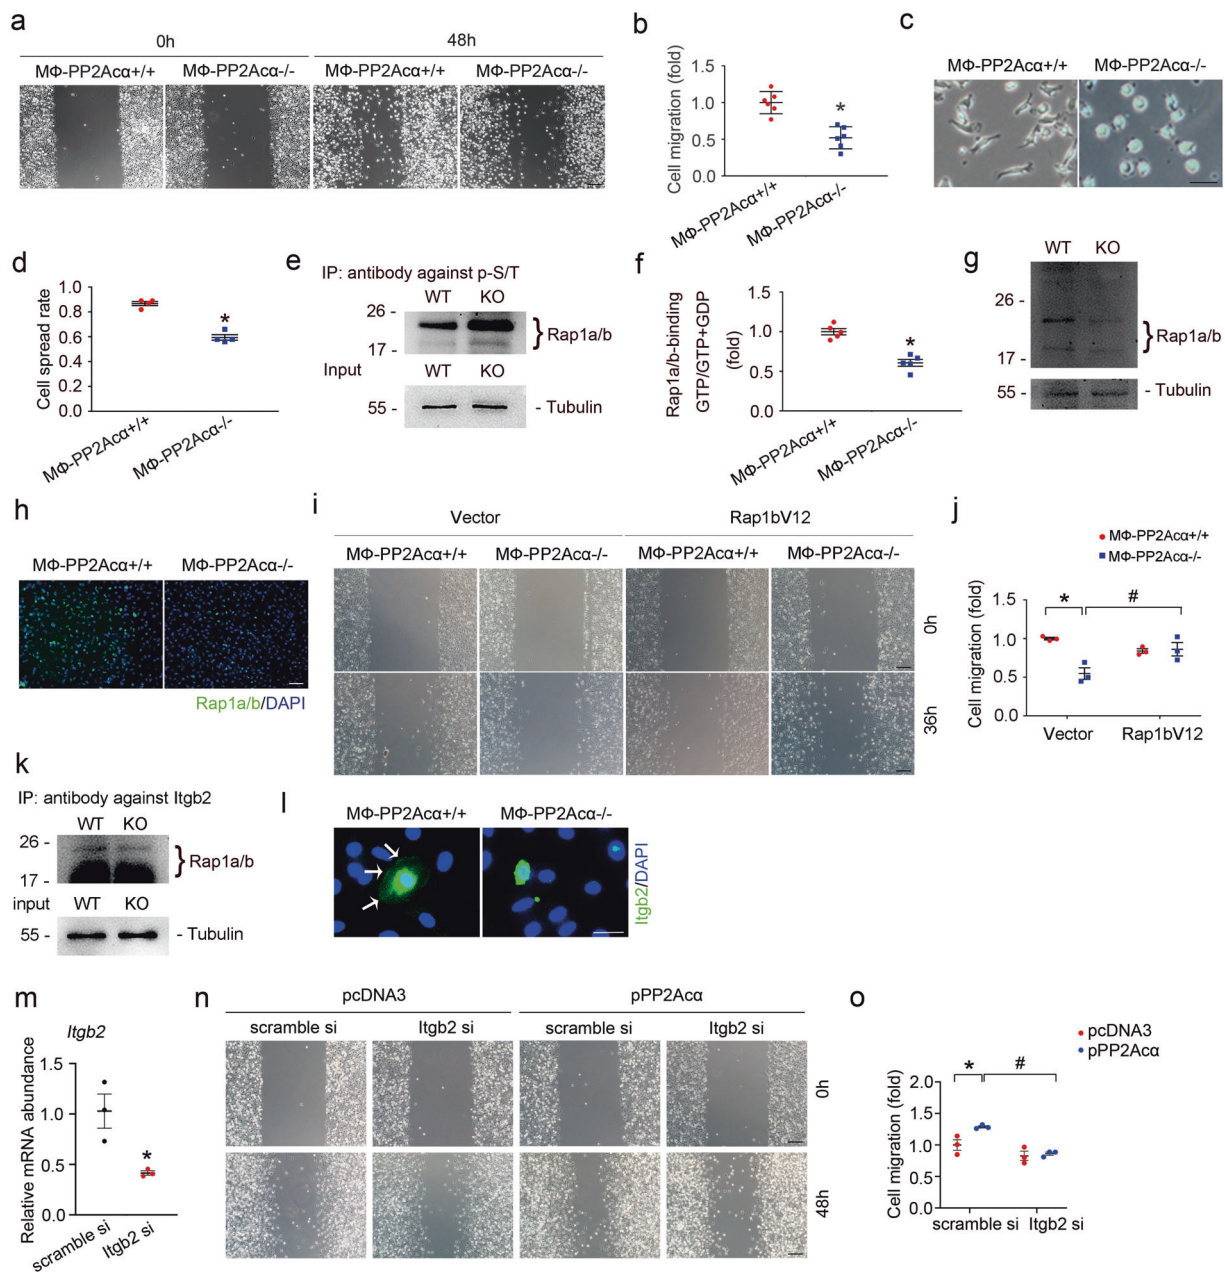 a
0h
48h
MΦ-PP2Acα+/+
MΦ-PP2Acα-/-
MΦ-PP2Acα+/+
MΦ-PP2Acα-/-
b
Cell migration (fold)
1.5
1.0
0.5
0.0
*
MΦ-PP2Acα+/+
MΦ-PP2Acα-/-
c
MΦ-PP2Acα+/+
MΦ-PP2Acα-/-
d
Cell spread rate
1.0
0.8
0.6
0.4
0.2
0.0
*
MΦ-PP2Acα+/+
MΦ-PP2Acα-/-
e
IP: antibody against p-S/T
WT KO
26 -
17 -
} Rap1a/b
Input WT KO
55 -
- Tubulin
f
Rap1a/b-binding
GTP/GTP+GDP
(fold)
1.5
1.0
0.5
0.0
*
MΦ-PP2Acα+/+
MΦ-PP2Acα-/-
g
WT KO
26 -
17 -
} Rap1a/b
55 -
- Tubulin
h
MΦ-PP2Acα+/+
MΦ-PP2Acα-/-
Rap1a/b/DAPI
i
Vector
Rap1bV12
MΦ-PP2Acα+/+
MΦ-PP2Acα-/-
MΦ-PP2Acα+/+
MΦ-PP2Acα-/-
0h
36h
j
MΦ-PP2Acα+/+
MΦ-PP2Acα-/-
Cell migration (fold)
1.5
1.0
0.5
0.0
*
#
Vector
Rap1bV12
k
IP: antibody against Itgb2
WT KO
26 -
17 -
} Rap1a/b
input WT KO
55 -
- Tubulin
l
MΦ-PP2Acα+/+
MΦ-PP2Acα-/-
Itgb2/DAPI
m
Itgb2
Relative mRNA abundance
1.5
1.0
0.5
0.0
*
scramble si
Itgb2 si
n
pcDNA3
pPP2Acα
scramble si
Itgb2 si
scramble si
Itgb2 si
0h
48h
o
pcDNA3
pPP2Acα
Cell migration (fold)
2.0
1.5
1.0
0.5
0.0
*
#
scramble si
Itgb2 si